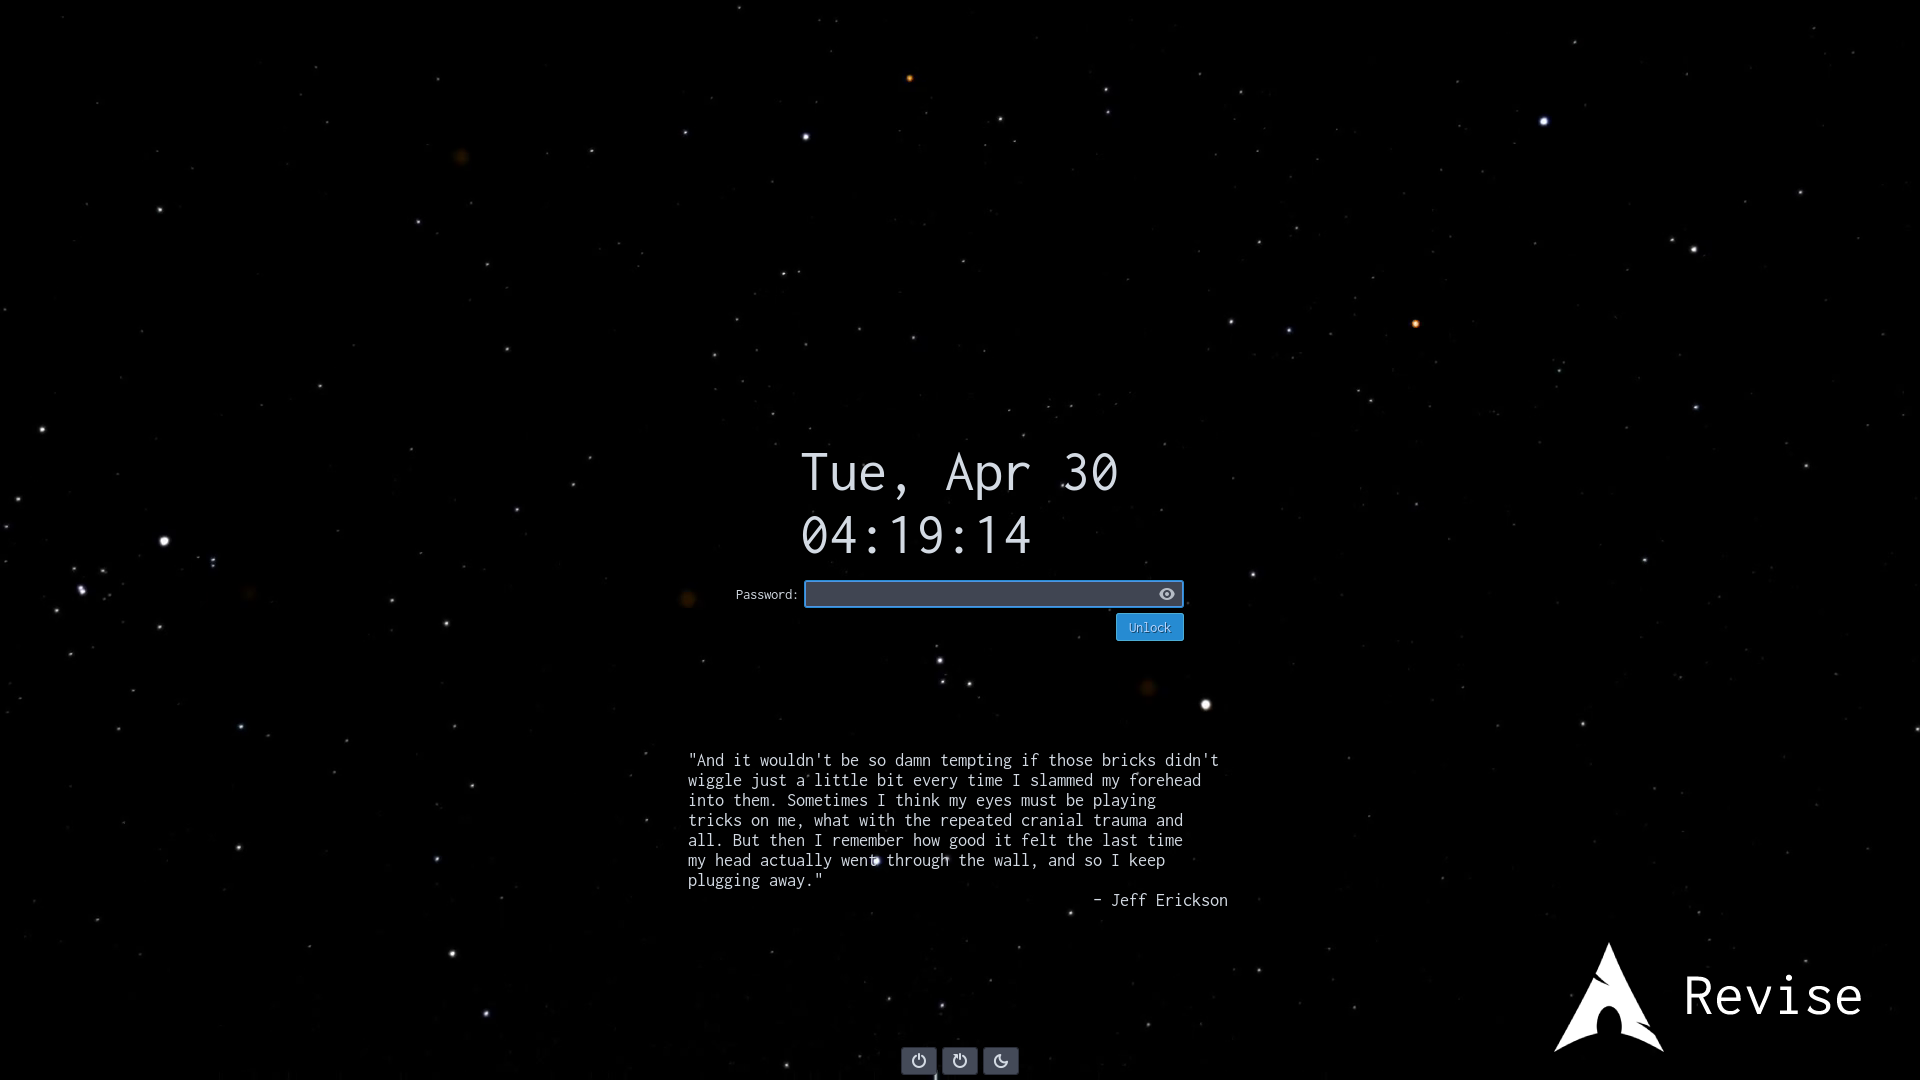 Tue, Apr 30
04:19:14
Password:
Unlock
"And it wouldn't be so damn tempting if those bricks didn't
wiggle just a little bit every time I slammed my forehead
into them. Sometimes I think my eyes must be playing
tricks on me, what with the repeated cranial trauma and
all. But then I remember how good it felt the last time
my head actually went through the wall, and so I keep
plugging away."
– Jeff Erickson
Revise